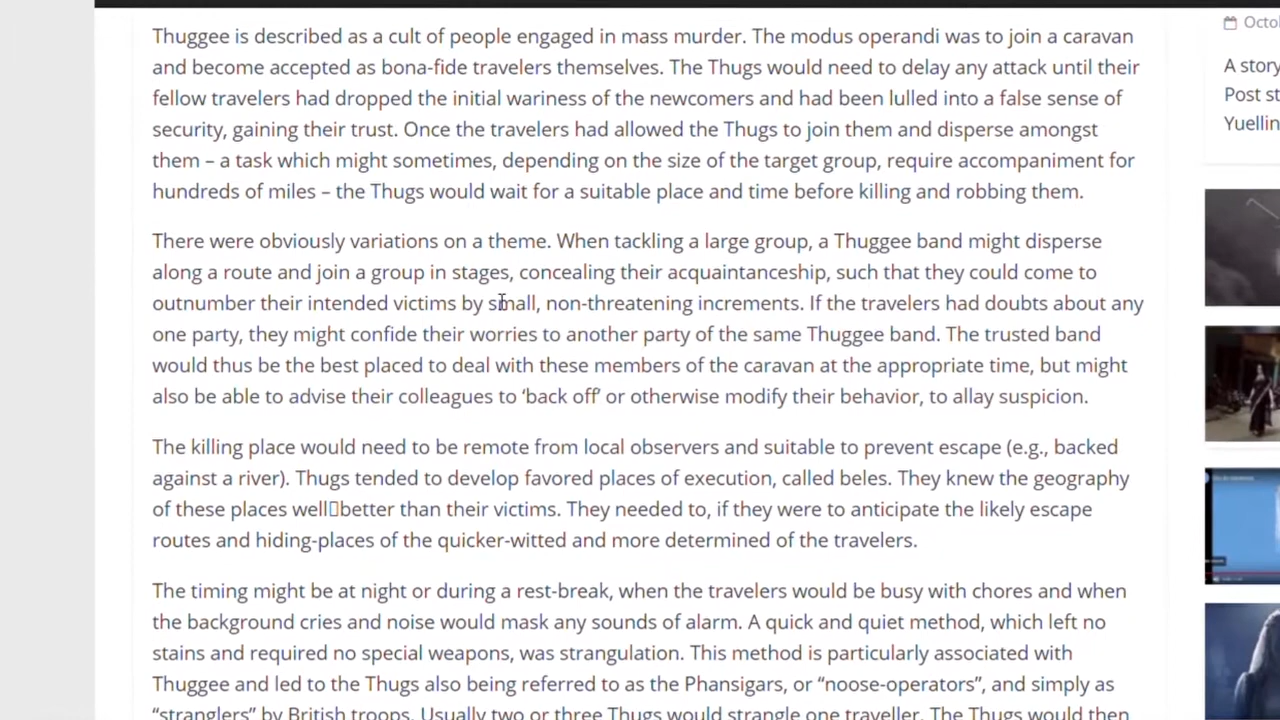 Thuggee is described as a cult of people engaged in mass murder. The modus operandi was to join a caravan
and become accepted as bona-fide travelers themselves. The Thugs would need to delay any attack until their
fellow travelers had dropped the initial wariness of the newcomers and had been lulled into a false sense of
security, gaining their trust. Once the travelers had allowed the Thugs to join them and disperse amongst
them – a task which might sometimes, depending on the size of the target group, require accompaniment for
hundreds of miles – the Thugs would wait for a suitable place and time before killing and robbing them.
There were obviously variations on a theme. When tackling a large group, a Thuggee band might disperse
along a route and join a group in stages, concealing their acquaintanceship, such that they could come to
outnumber their intended victims by small, non-threatening increments. If the travelers had doubts about any
one party, they might confide their worries to another party of the same Thuggee band. The trusted band
would thus be the best placed to deal with these members of the caravan at the appropriate time, but might
also be able to advise their colleagues to ‘back off’ or otherwise modify their behavior, to allay suspicion.
The killing place would need to be remote from local observers and suitable to prevent escape (e.g., backed
against a river). Thugs tended to develop favored places of execution, called beles. They knew the geography
of these places well▯better than their victims. They needed to, if they were to anticipate the likely escape
routes and hiding-places of the quicker-witted and more determined of the travelers.
The timing might be at night or during a rest-break, when the travelers would be busy with chores and when
the background cries and noise would mask any sounds of alarm. A quick and quiet method, which left no
stains and required no special weapons, was strangulation. This method is particularly associated with
Thuggee and led to the Thugs also being referred to as the Phansigars, or “noose-operators”, and simply as
“stranglers” by British troops. Usually two or three Thugs would strangle one traveller. The Thugs would then
Octo
A story
Post st
Yuellin